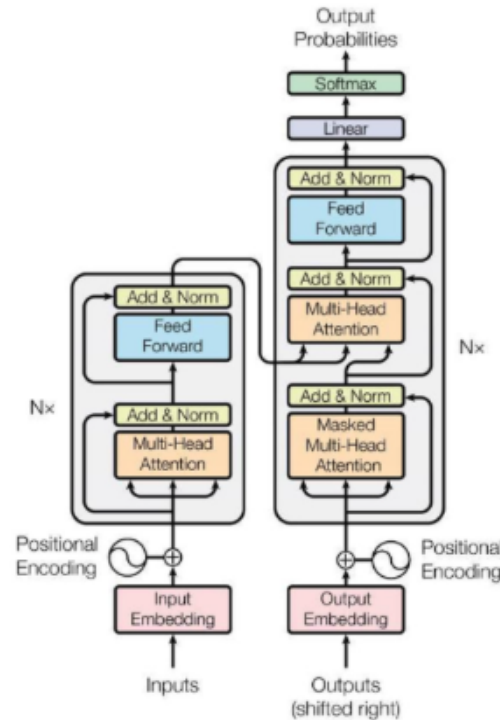 Output
Probabilities
Softmax
Linear
Add & Norm
Feed
Forward
Add & Norm
Multi-Head
Attention
Add & Norm
Masked
Multi-Head
Attention
Nx
Add & Norm
Feed
Forward
Add & Norm
Multi-Head
Attention
Nx
Positional
Encoding
Positional
Encoding
Input
Embedding
Output
Embedding
Inputs
Outputs
(shifted right)